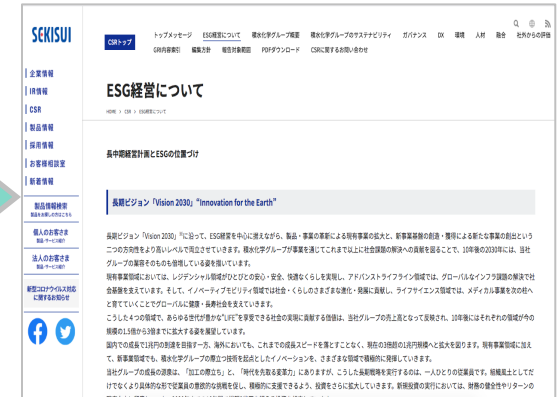 SEKISUI
企業情報
IR情報
CSR
製品情報
採用情報
お客様相談室
新着情報
製品情報検索
製品をお探しの方はこちら
個人のお客さま
製品・サービス紹介
法人のお客さま
製品・サービス紹介
新型コロナウイルス対応に関するお知らせ
CSRトップ
トップメッセージ ESG経営について 積水化学グループ概要 積水化学グループのサステナビリティ ガバナンス DX 環境 人材 融合 社外からの評価
GRI内容索引 編集方針 報告対象範囲 PDFダウンロード CSRに関するお問い合わせ
ESG経営について
HOME > CSR > ESG経営について
長中期経営計画とESGの位置づけ
長期ビジョン「Vision 2030」“Innovation for the Earth”
長期ビジョン「Vision 2030」※に沿って、ESG経営を中心に据えながら、製品・事業の革新による現有事業の拡大と、新事業基盤の創造・獲得による新たな事業の創出という
二つの方向性をより高いレベルで両立させていきます。積水化学グループが事業を通じてこれまで以上に社会課題の解決への貢献を図ることで、10年後の2030年には、当社
グループの業容そのものも倍増している姿を描いています。
現有事業領域においては、レジデンシャル領域がひとびとの安心・安全、快適なくらしを実現し、アドバンストライフライン領域では、グローバルなインフラ課題の解決で社
会基盤を支えています。そして、イノベーティブモビリティ領域では社会・くらしのさまざまな進化・発展に貢献し、ライフサイエンス領域では、メディカル事業を次の柱へ
と育てていくことでグローバルに健康・長寿社会を支えていきます。
こうした4つの領域で、あらゆる世代が豊かな“LIFE”を享受できる社会の実現に貢献する価値は、当社グループの売上高となって反映され、10年後にはそれぞれの領域が今の
規模の1.5倍から3倍までに拡大する姿を展望しています。
国内での成長で1兆円の到達を目指す一方、海外においても、これまでの成長スピードを落とすことなく、現在の3倍超の1兆円規模へと拡大を図ります。現有事業領域に加え
て、新事業領域でも、積水化学グループの際立つ技術を起点としたイノベーションを、さまざまな領域で積極的に発揮していきます。
当社グループの成長の源泉は、「加工の際立ち」と、「時代を先取る変革力」にありますが、こうした長期戦略を実行するのは、一人ひとりの従業員です。組織風土としてだ
けでなくより具体的な形で従業員の意欲的な挑戦を促し、積極的に支援できるよう、投資をさらに拡大していきます。新規投資の実行においては、財務の健全性やリターンの